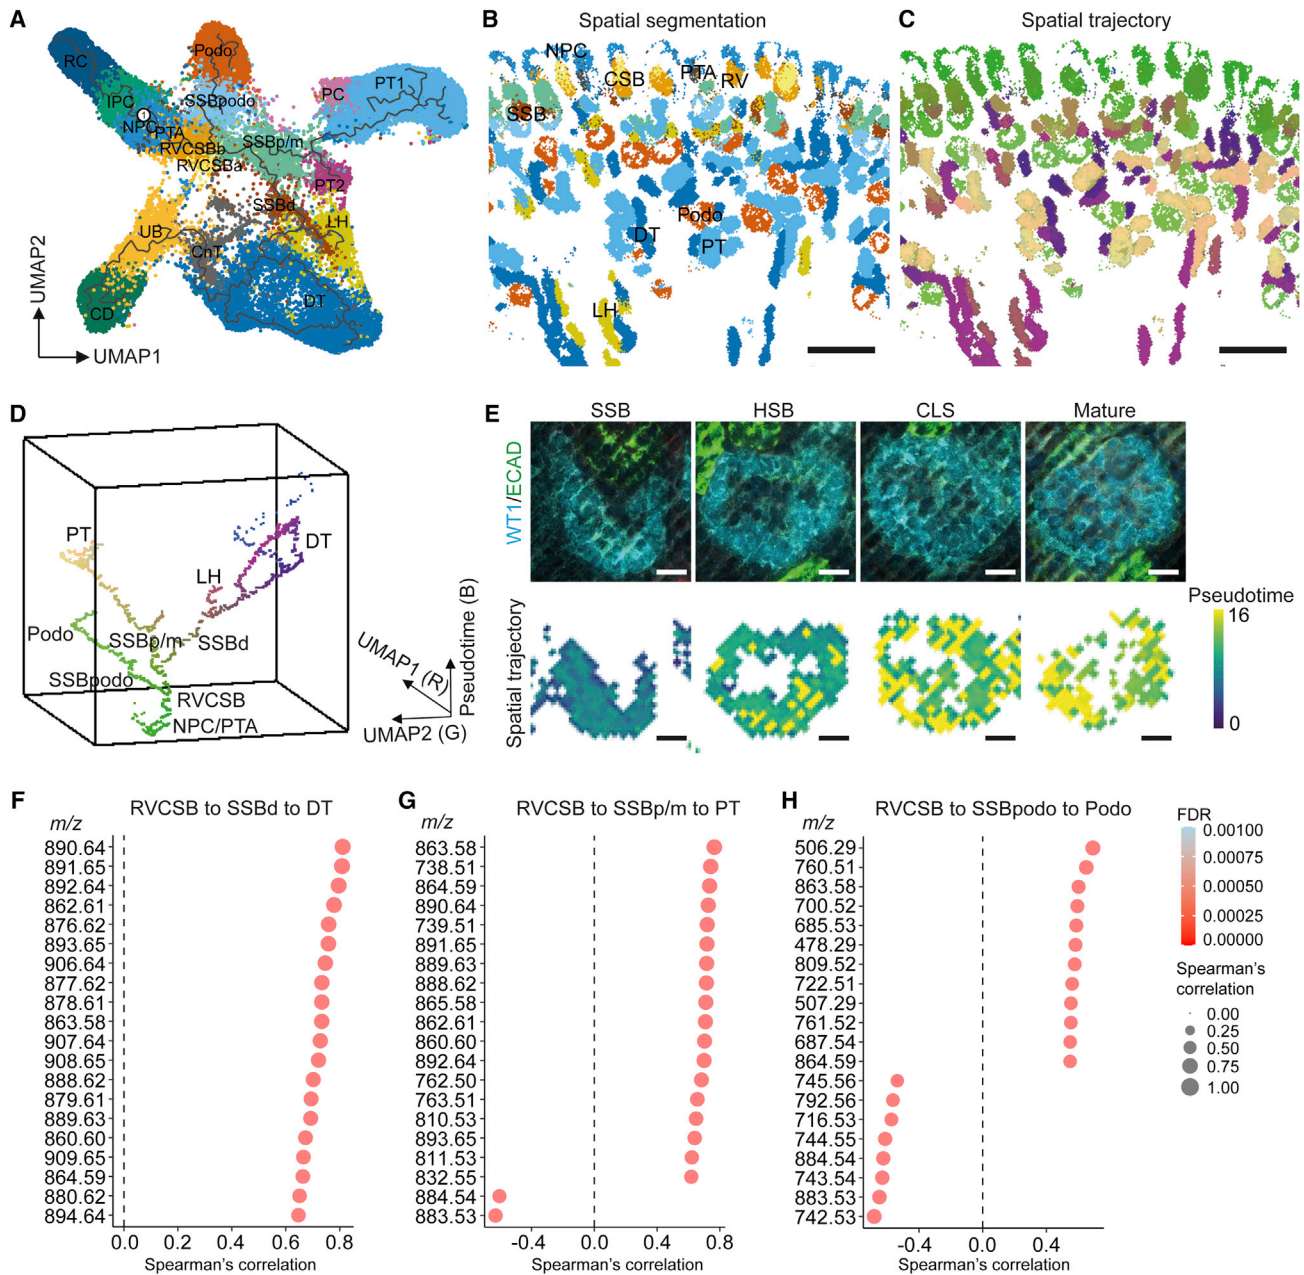 A
RC
Podo
IPC
SSBpodo
PC
PT1
1
NPC
PTA
RVCSBb
RVCSBa
SSBp/m
PT2
SSBd
LH
UB
CnT
DT
CD
UMAP2
UMAP1
B
Spatial segmentation
NPC
CSB
PTA
RV
SSB
Podo
DT
PT
LH
C
Spatial trajectory
D
PT
DT
LH
Podo
SSBp/m
SSBd
SSBpodo
RVCSB
NPC/PTA
UMAP1 (R)
UMAP2 (G)
Pseudotime (B)
E
SSB
HSB
CLS
Mature
WT1/ECAD
Spatial trajectory
Pseudotime
16
0
F
RVCSB to SSBd to DT
m/z
890.64
891.65
892.64
862.61
876.62
893.65
906.64
877.62
878.61
863.58
907.64
908.65
888.62
879.61
889.63
860.60
909.65
864.59
880.62
894.64
0.0 0.2 0.4 0.6 0.8
Spearman's correlation
G
RVCSB to SSBp/m to PT
m/z
863.58
738.51
864.59
890.64
739.51
891.65
889.63
888.62
865.58
862.61
860.60
892.64
762.50
763.51
810.53
893.65
811.53
832.55
884.54
883.53
-0.4 0.0 0.4 0.8
Spearman's correlation
H
RVCSB to SSBpodo to Podo
m/z
506.29
760.51
863.58
700.52
685.53
478.29
809.52
722.51
507.29
761.52
687.54
864.59
745.56
792.56
716.53
744.55
884.54
743.54
883.53
742.53
-0.4 0.0 0.4
Spearman's correlation
FDR
0.00100
0.00075
0.00050
0.00025
0.00000
Spearman's
correlation
0.00
0.25
0.50
0.75
1.00